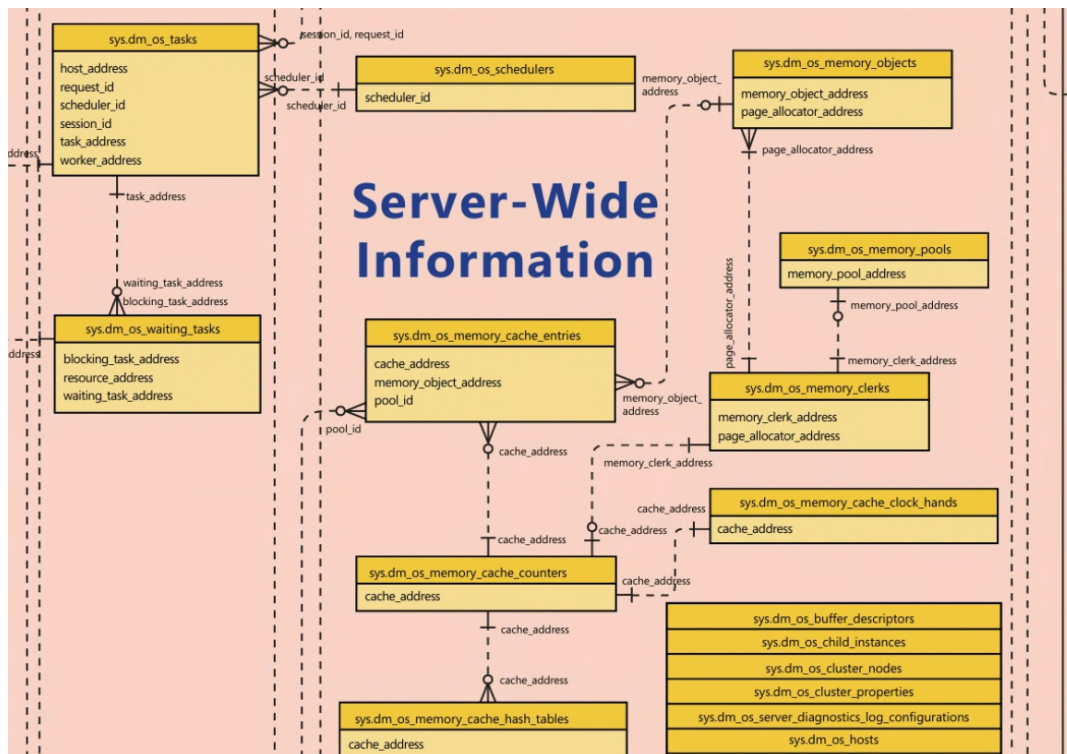 sys.dm_os_tasks
host_address
request_id
scheduler_id
session_id
task_address
worker_address
session_id, request_id
scheduler_id
scheduler_id
sys.dm_os_schedulers
scheduler_id
memory_object_
address
sys.dm_os_memory_objects
memory_object_address
page_allocator_address
page_allocator_address
task_address
Server-Wide
Information
page_allocator_address
sys.dm_os_memory_pools
memory_pool_address
memory_pool_address
waiting_task_address
blocking_task_address
sys.dm_os_waiting_tasks
blocking_task_address
resource_address
waiting_task_address
sys.dm_os_memory_cache_entries
cache_address
memory_object_address
pool_id
memory_object_
address
pool_id
cache_address
memory_clerk_address
sys.dm_os_memory_clerks
memory_clerk_address
page_allocator_address
memory_clerk_address
sys.dm_os_memory_cache_clock_hands
cache_address
cache_address
cache_address
cache_address
sys.dm_os_memory_cache_counters
cache_address
cache_address
cache_address
cache_address
sys.dm_os_memory_cache_hash_tables
cache_address
sys.dm_os_buffer_descriptors
sys.dm_os_child_instances
sys.dm_os_cluster_nodes
sys.dm_os_cluster_properties
sys.dm_os_server_diagnostics_log_configurations
sys.dm_os_hosts